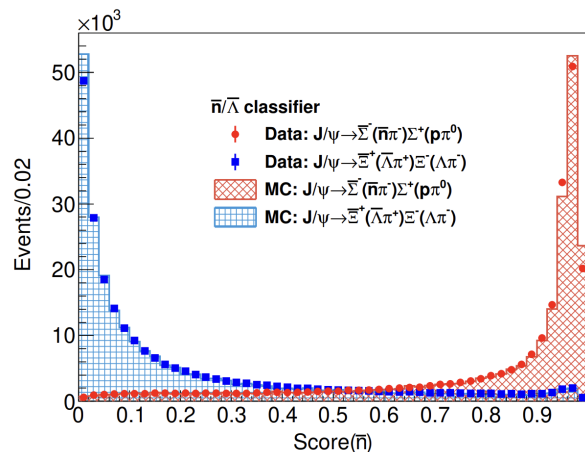 ×10³
50
40
30
20
10
0
Events/0.02
n̅/Λ̅ classifier
Data: J/ψ→Σ̅⁻(n̅π⁻)Σ⁺(pπ⁰)
Data: J/ψ→Ξ̅⁺(Λ̅π⁺)Ξ⁻(Λπ⁻)
MC: J/ψ→Σ̅⁻(n̅π⁻)Σ⁺(pπ⁰)
MC: J/ψ→Ξ̅⁺(Λ̅π⁺)Ξ⁻(Λπ⁻)
0 0.1 0.2 0.3 0.4 0.5 0.6 0.7 0.8 0.9
Score(n̅)